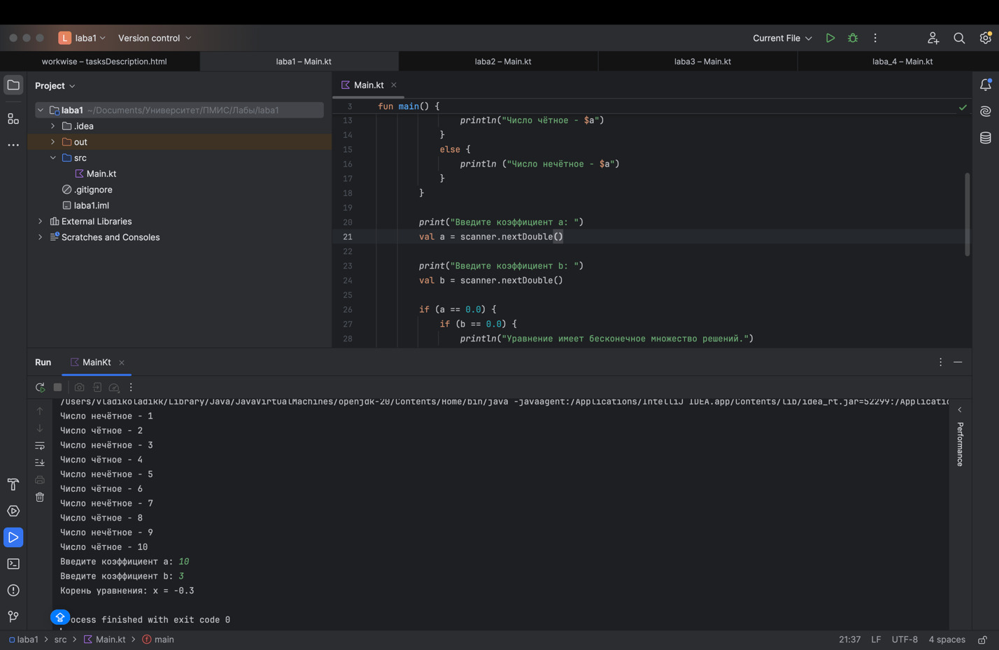 L laba1 Version control Current File
workwise – tasksDescription.html laba1 – Main.kt laba2 – Main.kt laba3 – Main.kt laba_4 – Main.kt
Project
laba1 ~/Documents/Университет/ПМИС/Лабы/laba1
.idea
out
src
Main.kt
.gitignore
laba1.iml
External Libraries
Scratches and Consoles
Main.kt
3 fun main() {
13 println("Число чётное - $a")
14 }
15 else {
16 println ("Число нечётное - $a")
17 }
18 }
19
20 print("Введите коэффициент a: ")
21 val a = scanner.nextDouble()
22
23 print("Введите коэффициент b: ")
24 val b = scanner.nextDouble()
25
26 if (a == 0.0) {
27 if (b == 0.0) {
28 println("Уравнение имеет бесконечное множество решений.")
Run MainKt
/Users/vladikoladikk/Library/Java/JavaVirtualMachines/openjdk-20/Contents/Home/bin/java -javaagent:/Applications/IntelliJ IDEA.app/Contents/lib/idea_rt.jar=52299:/Applicatio
Число нечётное - 1
Число чётное - 2
Число нечётное - 3
Число чётное - 4
Число нечётное - 5
Число чётное - 6
Число нечётное - 7
Число чётное - 8
Число нечётное - 9
Число чётное - 10
Введите коэффициент a: 10
Введите коэффициент b: 3
Корень уравнения: x = -0.3
ocess finished with exit code 0
Performance
laba1 > src > Main.kt > main 21:37 LF UTF-8 4 spaces